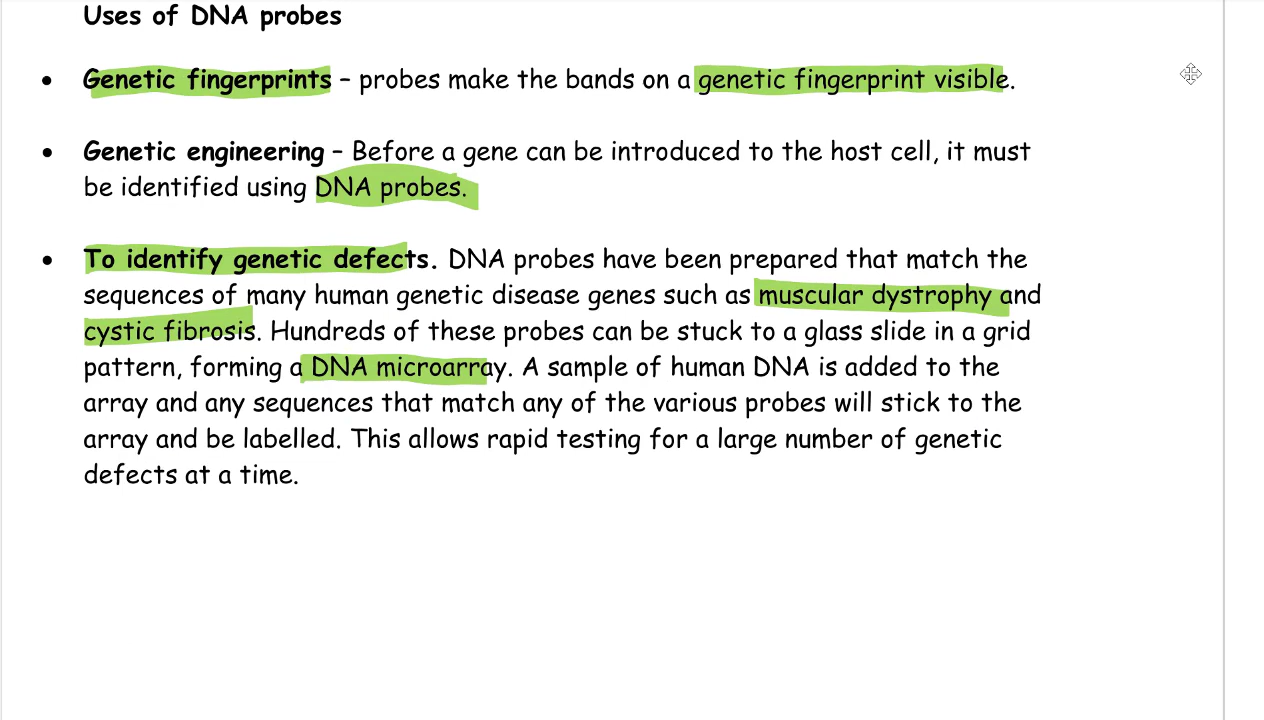 Uses of DNA probes
• Genetic fingerprints – probes make the bands on a genetic fingerprint visible.
• Genetic engineering – Before a gene can be introduced to the host cell, it must
be identified using DNA probes.
• To identify genetic defects. DNA probes have been prepared that match the
sequences of many human genetic disease genes such as muscular dystrophy and
cystic fibrosis. Hundreds of these probes can be stuck to a glass slide in a grid
pattern, forming a DNA microarray. A sample of human DNA is added to the
array and any sequences that match any of the various probes will stick to the
array and be labelled. This allows rapid testing for a large number of genetic
defects at a time.